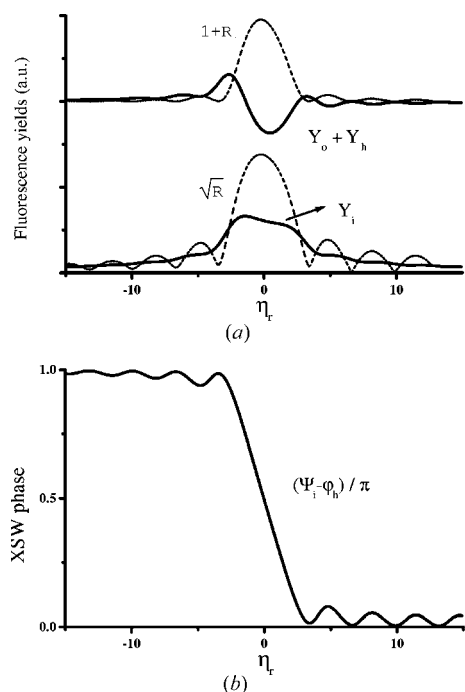 (a)
1+R
Fluorescence yields (a.u.)
Yo + Yh
√R
Yi
-10 0 10
ηr
(a)
1.0
XSW phase
0.5
(Ψi-φh) / π
0.0
-10 0 10
ηr
(b)